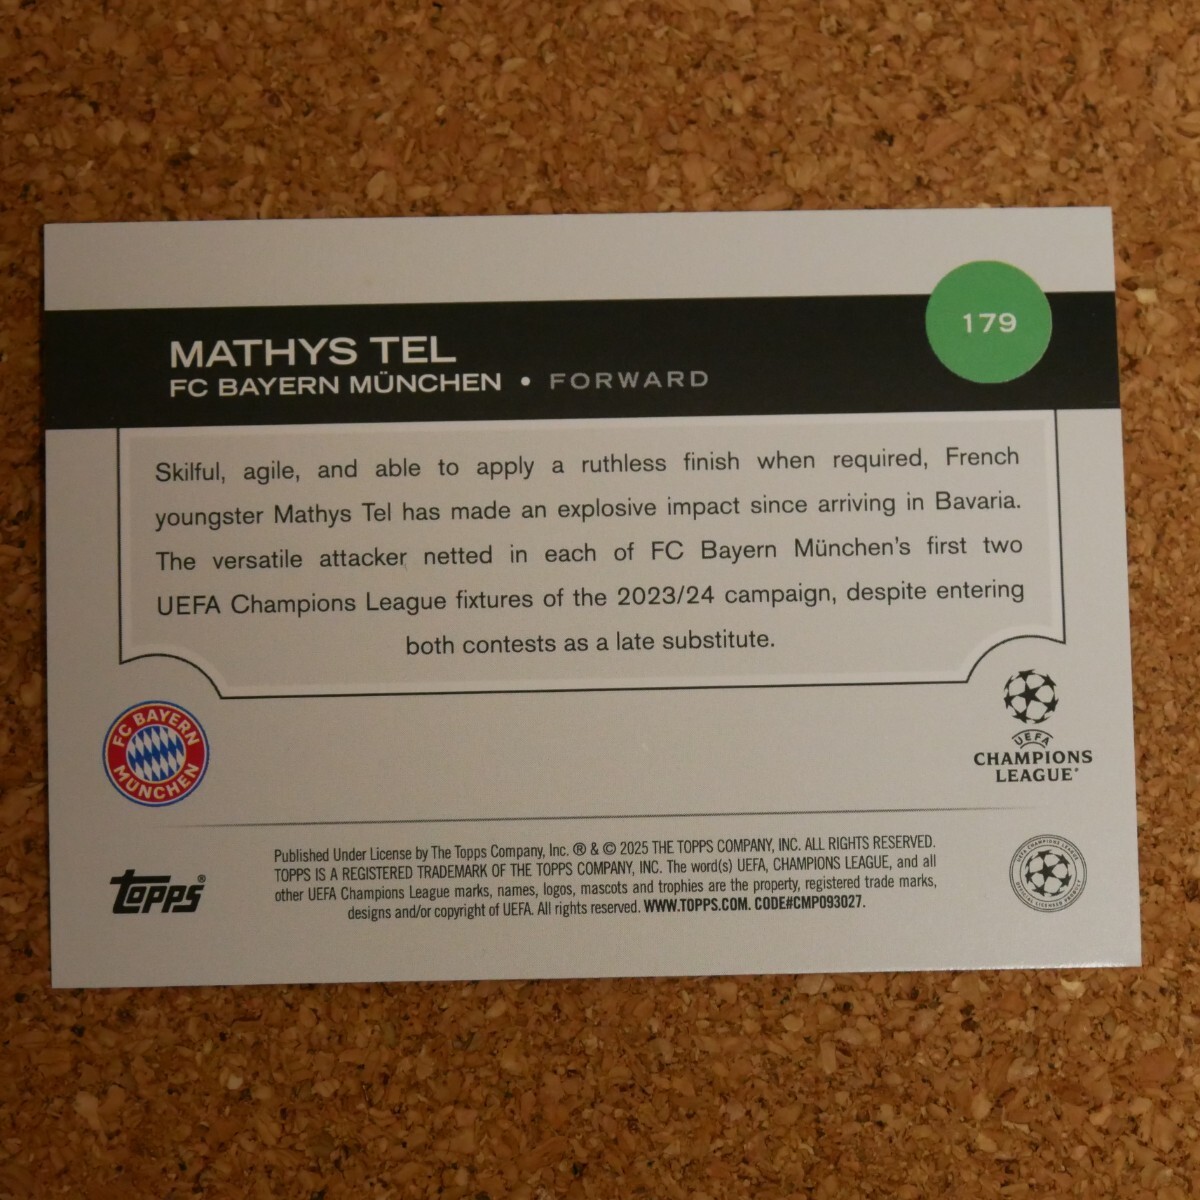 179
MATHYS TEL
FC BAYERN MÜNCHEN • FORWARD
Skilful, agile, and able to apply a ruthless finish when required, French
youngster Mathys Tel has made an explosive impact since arriving in Bavaria.
The versatile attacker netted in each of FC Bayern München's first two
UEFA Champions League fixtures of the 2023/24 campaign, despite entering
both contests as a late substitute.
FC BAYERN
MÜNCHEN
UEFA
CHAMPIONS
LEAGUE®
Published Under License by The Topps Company, Inc. ® & © 2025 THE TOPPS COMPANY, INC. ALL RIGHTS RESERVED.
TOPPS IS A REGISTERED TRADEMARK OF THE TOPPS COMPANY, INC. The word(s) UEFA, CHAMPIONS LEAGUE, and all
other UEFA Champions League marks, names, logos, mascots and trophies are the property, registered trade marks,
designs and/or copyright of UEFA. All rights reserved. WWW.TOPPS.COM. CODE#CMP093027.
topps®
UEFA CHAMPIONS LEAGUE
OFFICIAL LICENSED PRODUCT